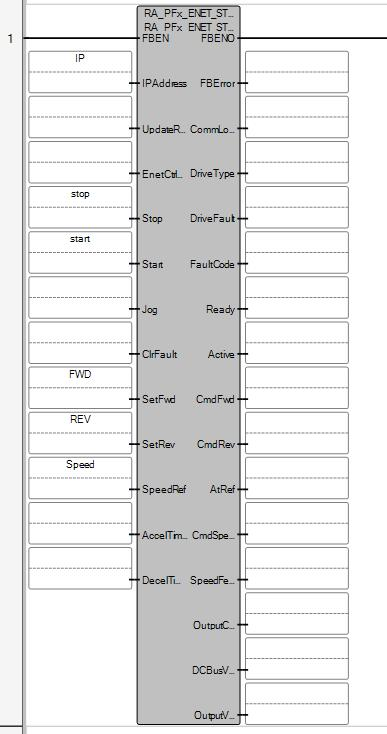 RA_PFx_ENET_ST...
RA_PFx_ENET_ST...
1 FBEN FBENO
IP
IPAddress FBError
UpdateR... CommLo...
EnetCtrl... DriveType
stop
Stop DriveFault
start
Start FaultCode
Jog Ready
ClrFault Active
FWD
SetFwd CmdFwd
REV
SetRev CmdRev
Speed
SpeedRef AtRef
AccelTim... CmdSpe...
DecelTi... SpeedFe...
OutputC...
DCBusV...
OutputV...